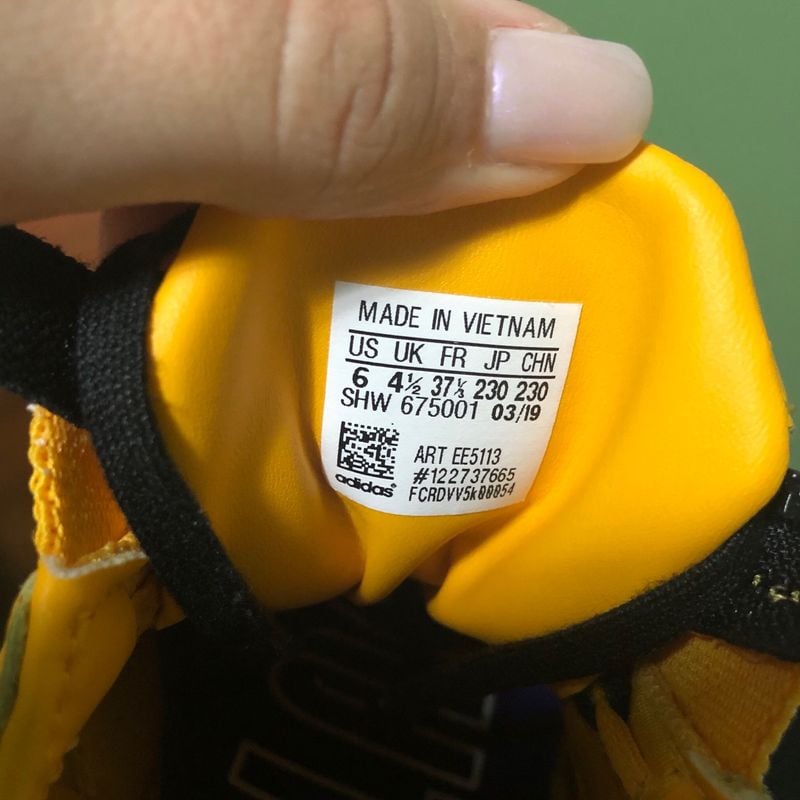 MADE IN VIETNAM
US UK FR JP CHN
6 4½ 37⅓ 230 230
SHW 675001 03/19
ART EE5113
#122737665
adidas®
FCRDVV5k00054